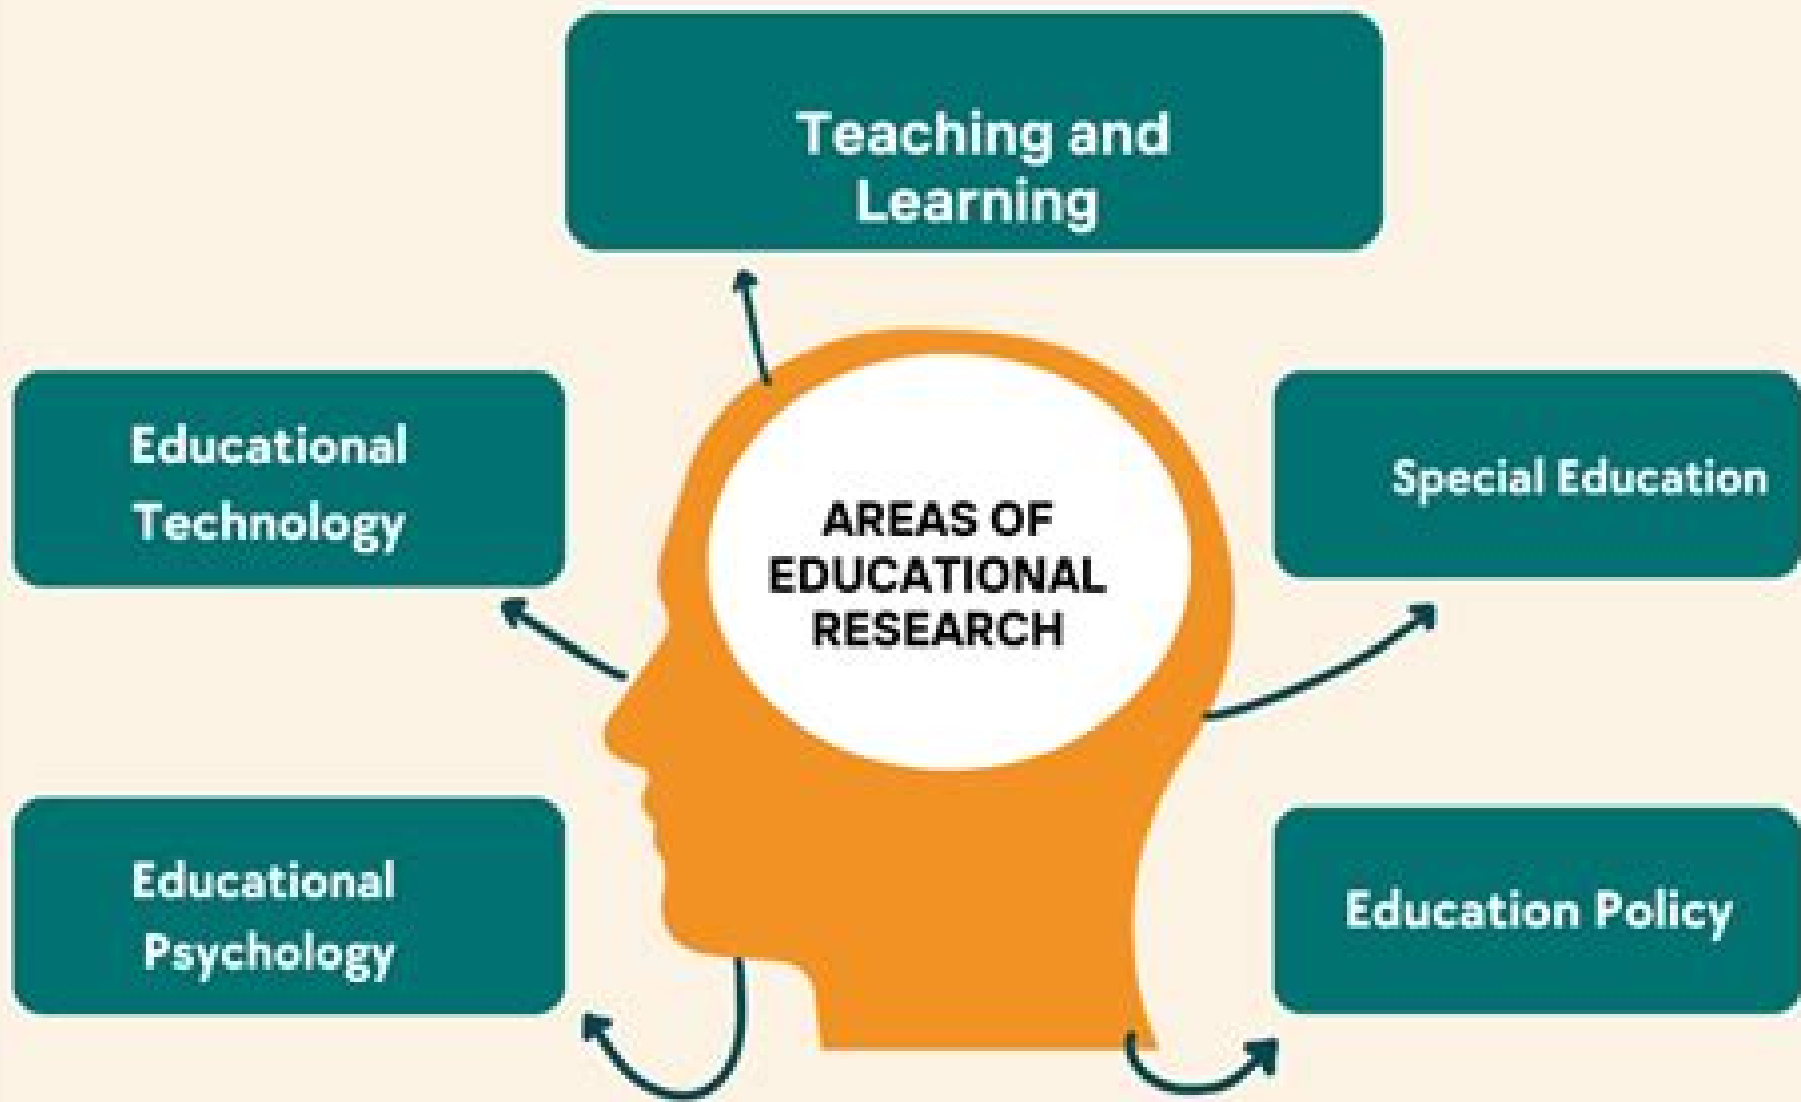 Teaching and
Learning
Educational
Technology
Special Education
AREAS OF
EDUCATIONAL
RESEARCH
Educational
Psychology
Education Policy